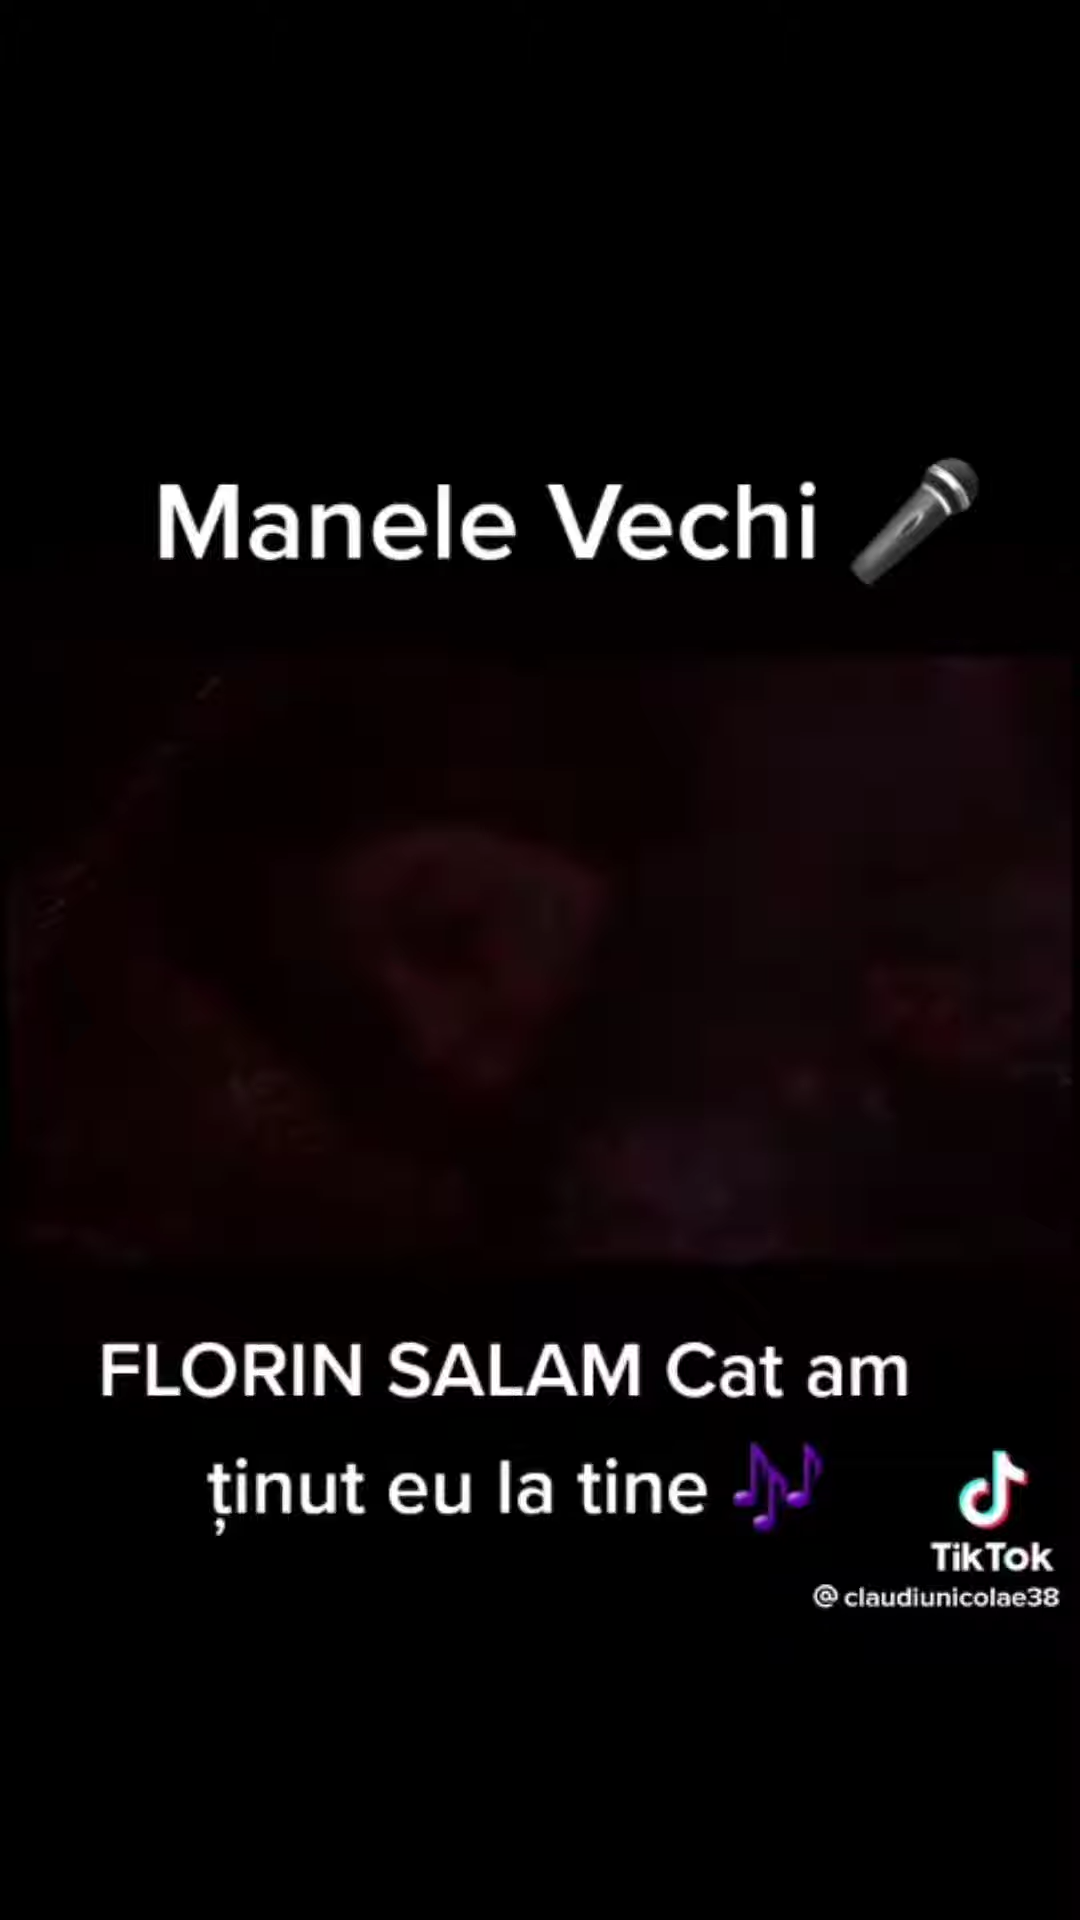 Manele Vechi 🎤
FLORIN SALAM Cat am
ținut eu la tine 🎶
TikTok
@claudiunicolae38